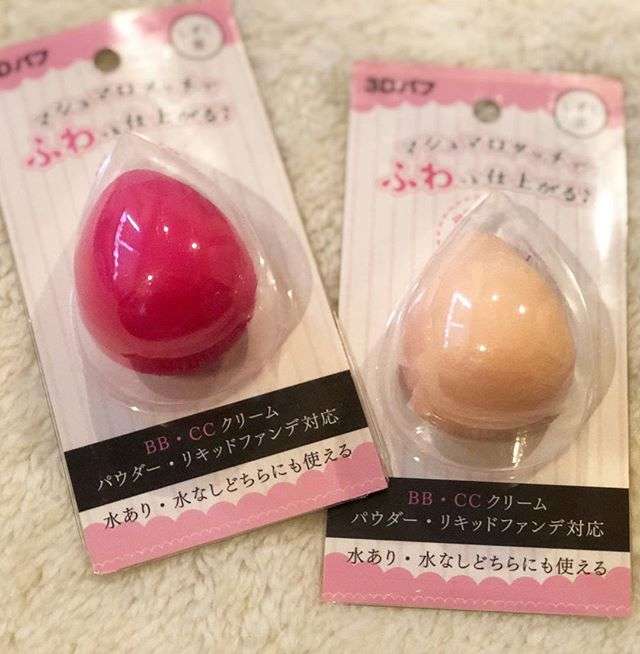 3Dパフ
マシュマロタッチで
ふわっ仕上がる?
BB・CCクリーム
パウダー・リキッドファンデ対応
水あり・水なしどちらにも使える
3Dパフ
マシュマロタッチで
ふわっ仕上がる?
BB・CCクリーム
パウダー・リキッドファンデ対応
水あり・水なしどちらにも使える